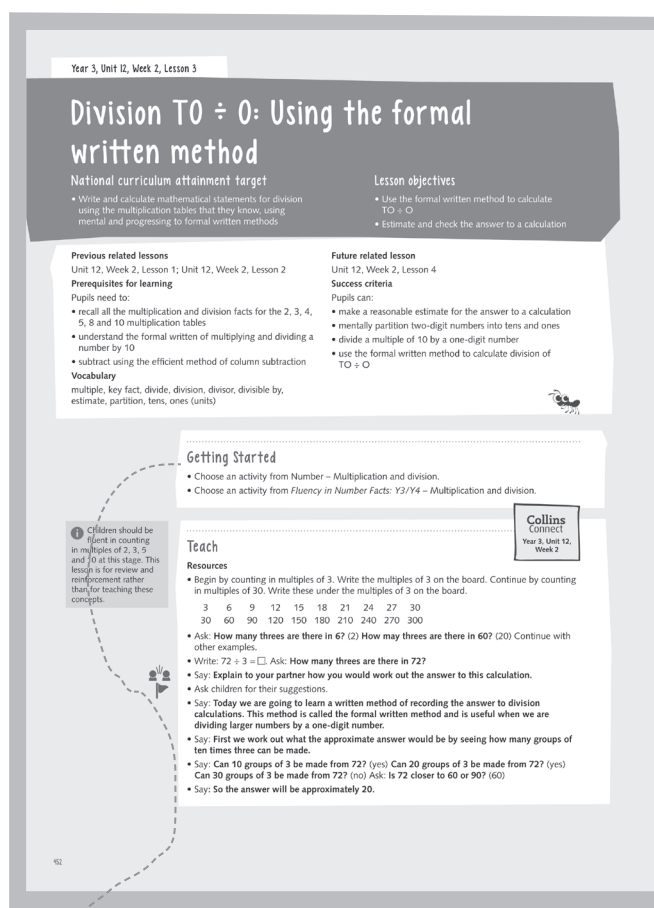 Year 3, Unit 12, Week 2, Lesson 3
Division TO ÷ O: Using the formal
written method
National curriculum attainment target
• Write and calculate mathematical statements for division
using the multiplication tables that they know, using
mental and progressing to formal written methods
Lesson objectives
• Use the formal written method to calculate
TO ÷ O
• Estimate and check the answer to a calculation
Previous related lessons
Unit 12, Week 2, Lesson 1; Unit 12, Week 2, Lesson 2
Prerequisites for learning
Pupils need to:
• recall all the multiplication and division facts for the 2, 3, 4,
5, 8 and 10 multiplication tables
• understand the formal written of multiplying and dividing a
number by 10
• subtract using the efficient method of column subtraction
Vocabulary
multiple, key fact, divide, division, divisor, divisible by,
estimate, partition, tens, ones (units)
Future related lesson
Unit 12, Week 2, Lesson 4
Success criteria
Pupils can:
• make a reasonable estimate for the answer to a calculation
• mentally partition two-digit numbers into tens and ones
• divide a multiple of 10 by a one-digit number
• use the formal written method to calculate division of
TO ÷ O
Getting Started
• Choose an activity from Number – Multiplication and division.
• Choose an activity from Fluency in Number Facts: Y3/Y4 – Multiplication and division.
i Children should be
fluent in counting
in multiples of 2, 3, 5
and 10 at this stage. This
lesson is for review and
reinforcement rather
than for teaching these
concepts.
Collins
Connect
Year 3, Unit 12,
Week 2
Teach
Resources
• Begin by counting in multiples of 3. Write the multiples of 3 on the board. Continue by counting
in multiples of 30. Write these under the multiples of 3 on the board.
3 6 9 12 15 18 21 24 27 30
30 60 90 120 150 180 210 240 270 300
• Ask: How many threes are there in 6? (2) How may threes are there in 60? (20) Continue with
other examples.
• Write: 72 ÷ 3 = □. Ask: How many threes are there in 72?
• Say: Explain to your partner how you would work out the answer to this calculation.
• Ask children for their suggestions.
• Say: Today we are going to learn a written method of recording the answer to division
calculations. This method is called the formal written method and is useful when we are
dividing larger numbers by a one-digit number.
• Say: First we work out what the approximate answer would be by seeing how many groups of
ten times three can be made.
• Say: Can 10 groups of 3 be made from 72? (yes) Can 20 groups of 3 be made from 72? (yes)
Can 30 groups of 3 be made from 72? (no) Ask: Is 72 closer to 60 or 90? (60)
• Say: So the answer will be approximately 20.
452